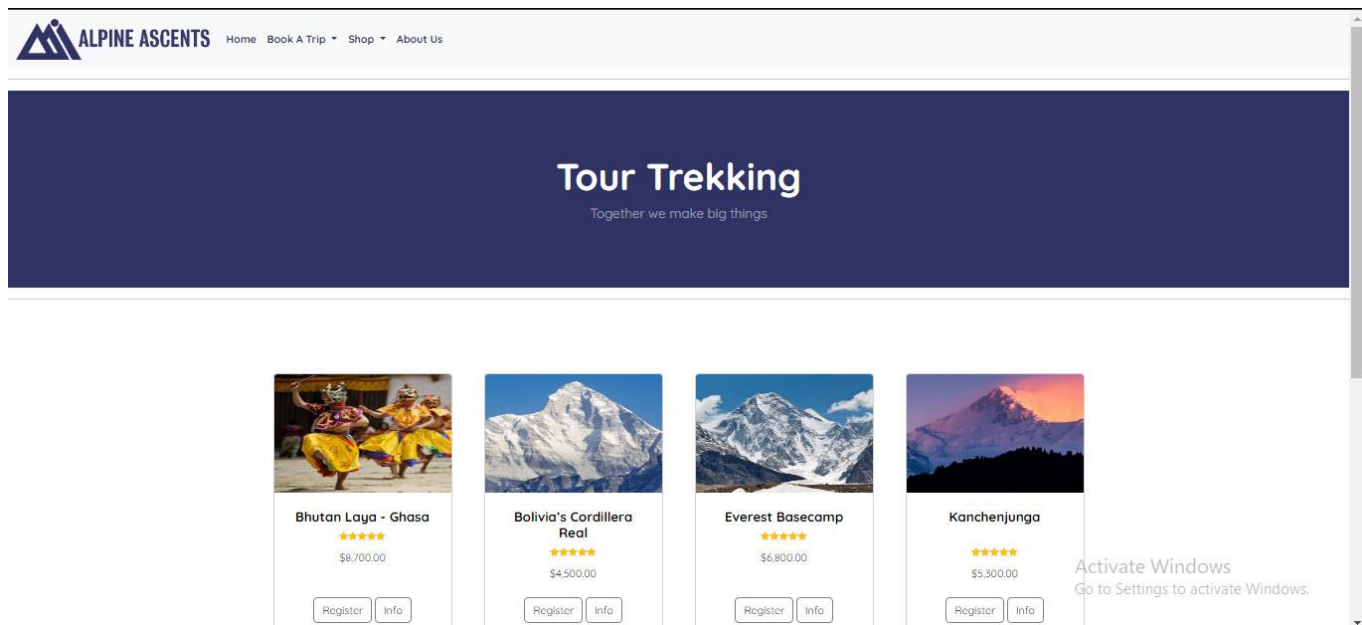 ALPINE ASCENTS Home Book A Trip Shop About Us
Tour Trekking
Together we make big things
Bhutan Laya - Ghasa
$8,700.00
Register Info
Bolivia's Cordillera
Real
$4,500.00
Register Info
Everest Basecamp
$6,800.00
Register Info
Kanchenjunga
$5,300.00
Register Info
Activate Windows
Go to Settings to activate Windows.